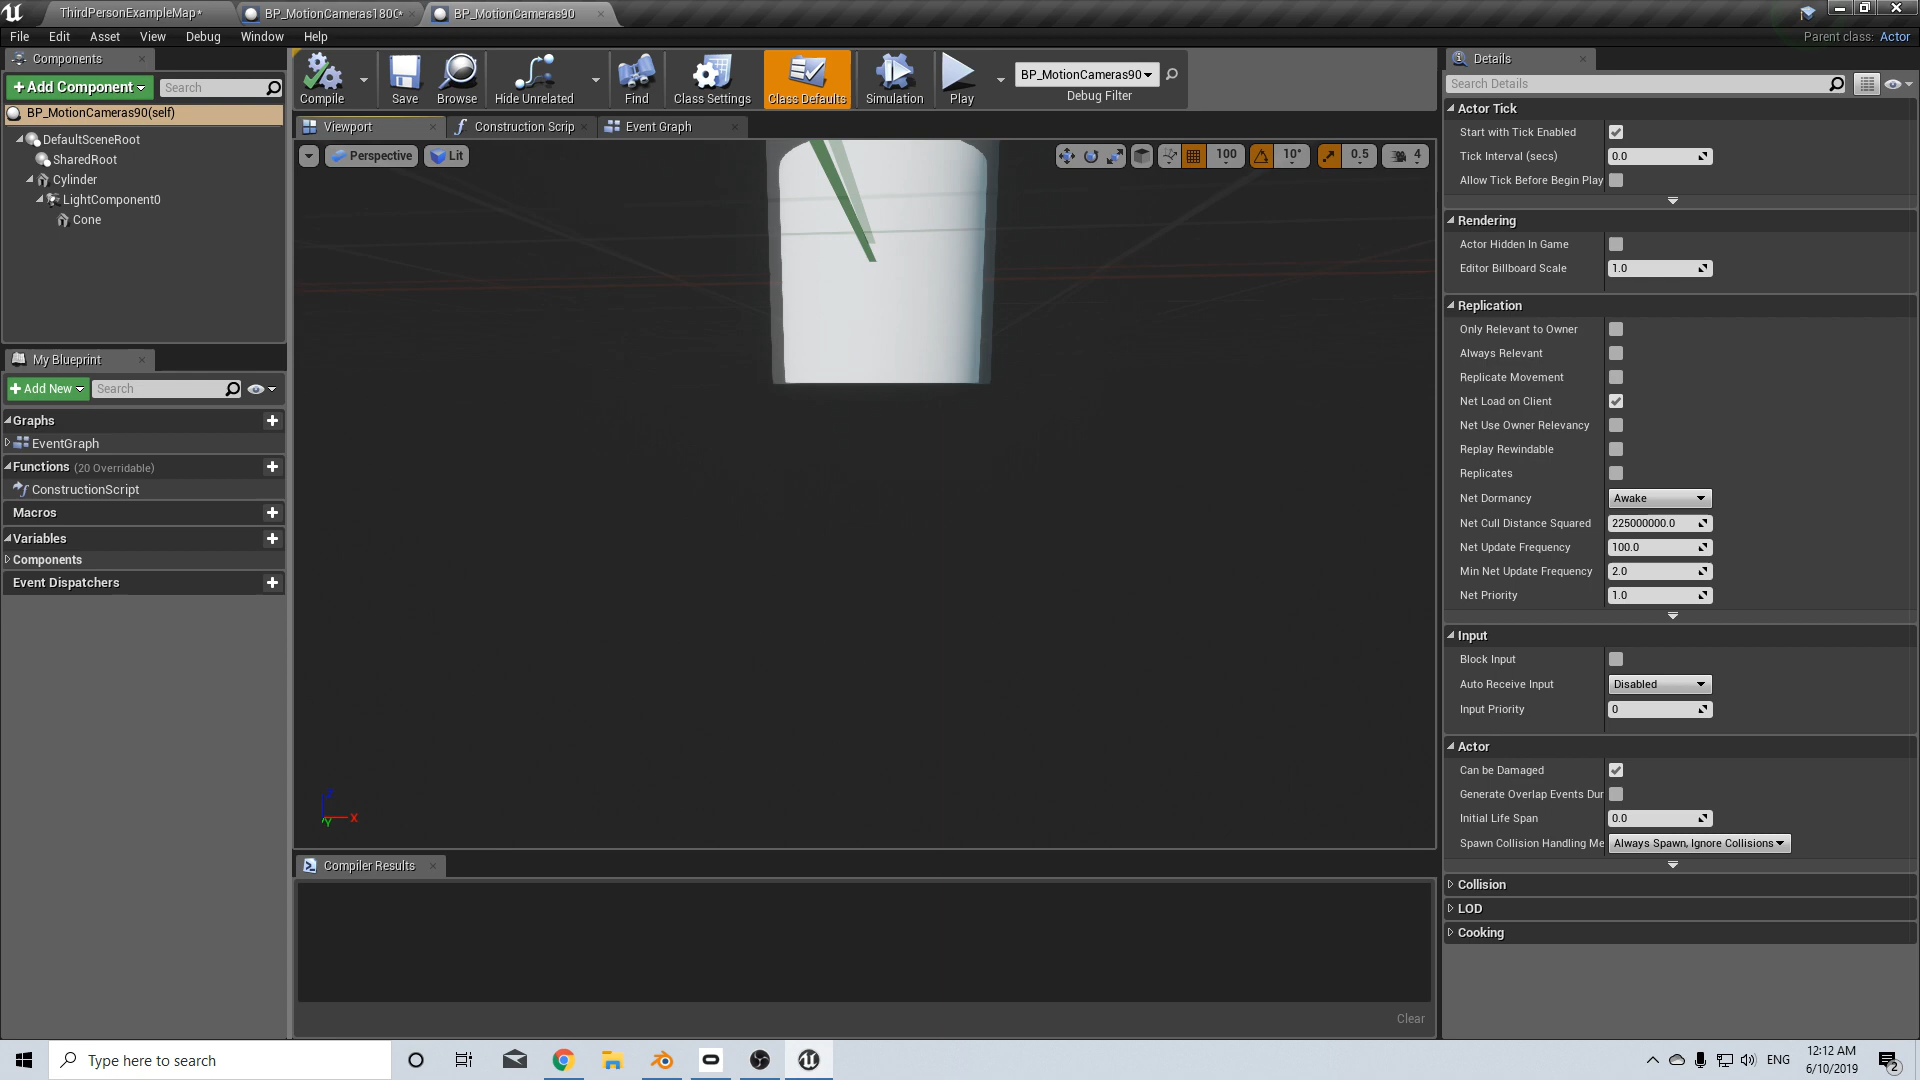 ThirdPersonExampleMap*
BP_MotionCameras180C*
BP_MotionCameras90
File Edit Asset View Debug Window Help
Parent class: Actor
Components
+Add Component
Search
BP_MotionCameras90(self)
DefaultSceneRoot
SharedRoot
Cylinder
LightComponent0
Cone
My Blueprint
+Add New
Search
Graphs
EventGraph
Functions (20 Overridable)
ConstructionScript
Macros
Variables
Components
Event Dispatchers
Compile
Save
Browse
Hide Unrelated
Find
Class Settings
Class Defaults
Simulation
Play
BP_MotionCameras90
Debug Filter
Viewport
Construction Scrip
Event Graph
Perspective
Lit
100
10°
0.5
4
Z
X
Y
Compiler Results
Clear
Details
Search Details
Actor Tick
Start with Tick Enabled
Tick Interval (secs) 0.0
Allow Tick Before Begin Play
Rendering
Actor Hidden In Game
Editor Billboard Scale 1.0
Replication
Only Relevant to Owner
Always Relevant
Replicate Movement
Net Load on Client
Net Use Owner Relevancy
Replay Rewindable
Replicates
Net Dormancy Awake
Net Cull Distance Squared 225000000.0
Net Update Frequency 100.0
Min Net Update Frequency 2.0
Net Priority 1.0
Input
Block Input
Auto Receive Input Disabled
Input Priority 0
Actor
Can be Damaged
Generate Overlap Events Dur
Initial Life Span 0.0
Spawn Collision Handling Me Always Spawn, Ignore Collisions
Collision
LOD
Cooking
Type here to search
ENG
12:12 AM
6/10/2019
2